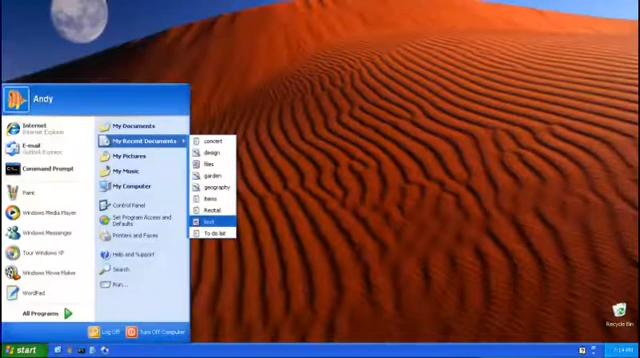 Andy
Internet
Internet Explorer
E-mail
Outlook Express
Command Prompt
Paint
Windows Media Player
Windows Messenger
Tour Windows XP
Windows Movie Maker
WordPad
All Programs
My Documents
My Recent Documents
My Pictures
My Music
My Computer
Control Panel
Set Program Access and
Defaults
Printers and Faxes
Help and Support
Search
Run...
concert
design
files
garden
geography
items
Recital
To do list
Log Off
Turn Off Computer
Recycle Bin
start
7:14 PM